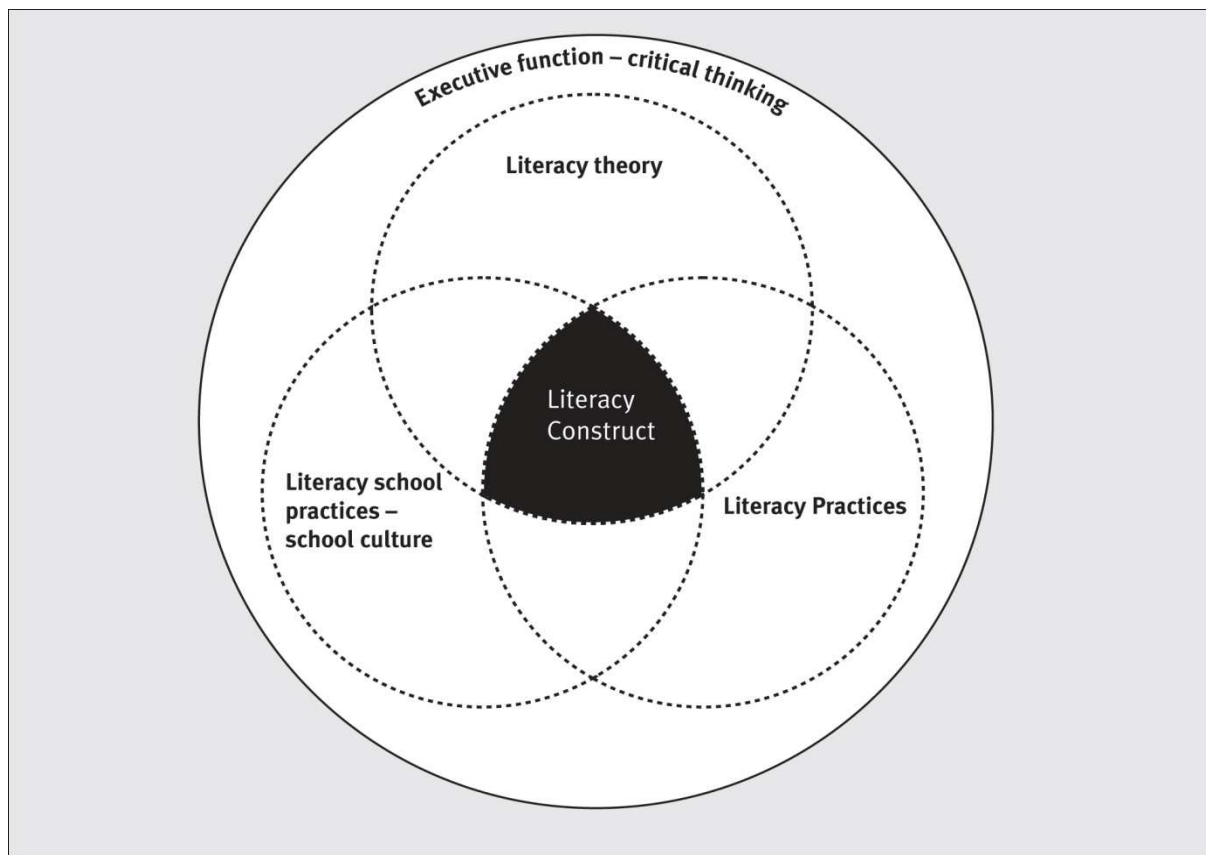 Executive function – critical thinking
Literacy theory
Literacy
Construct
Literacy school
practices –
school culture
Literacy Practices